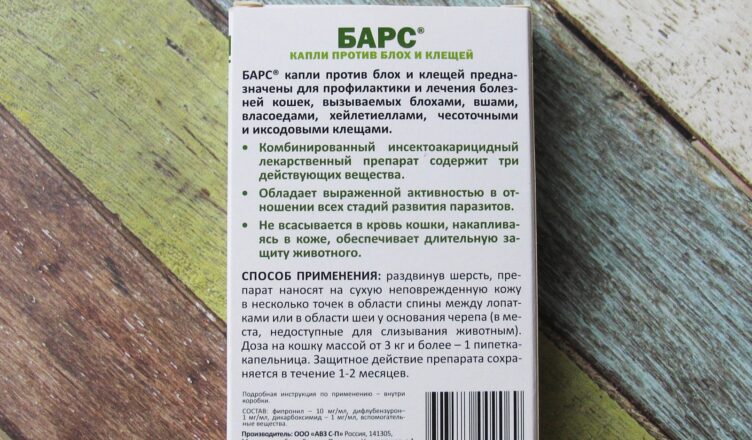 БАРС®
КАПЛИ ПРОТИВ БЛОХ И КЛЕЩЕЙ
БАРС® капли против блох и клещей предна-
значены для профилактики и лечения болез-
ней кошек, вызываемых блохами, вшами,
власоедами, хейлетиеллами, чесоточными
и иксодовыми клещами.
• Комбинированный инсектоакарицидный
лекарственный препарат содержит три
действующих вещества.
• Обладает выраженной активностью в от-
ношении всех стадий развития паразитов.
• Не всасывается в кровь кошки, накаплива-
ясь в коже, обеспечивает длительную за-
щиту животного.
СПОСОБ ПРИМЕНЕНИЯ: раздвинув шерсть, пре-
парат наносят на сухую неповрежденную кожу
в несколько точек в области спины между лопат-
ками или в области шеи у основания черепа (в ме-
ста, недоступные для слизывания животным).
Доза на кошку массой от 3 кг и более – 1 пипетка-
капельница. Защитное действие препарата сохра-
няется в течение 1-2 месяцев.
Подробная инструкция по применению – внутри
коробки.
СОСТАВ: фипронил – 10 мг/мл, дифлубензурон–
1 мг/мл, дикарбоксимид – 1 мг/мл, вспомогатель-
ные вещества.
Производитель: ООО «АВЗ С-П» Россия, 141305,